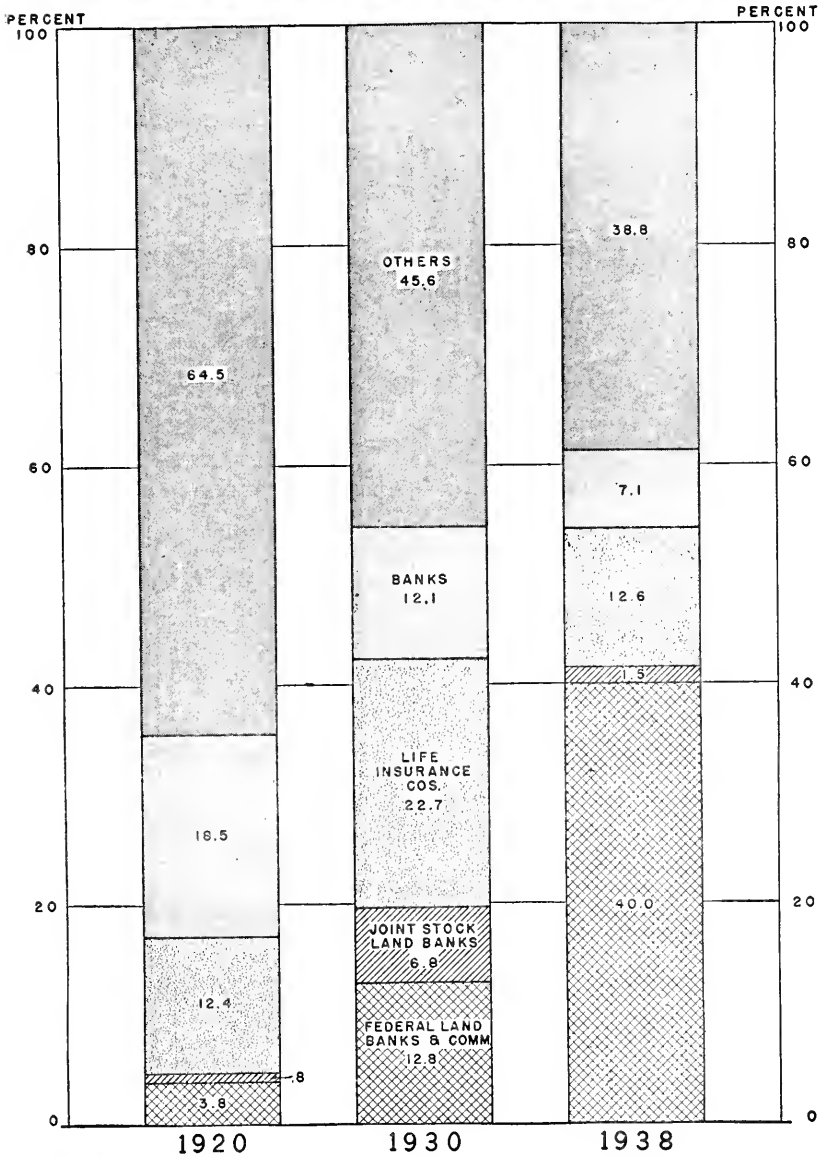 PERCENT
PERCENT
100
100
80
80
60
60
40
40
20
20
0
0
64.5
18.5
12.4
.8
3.8
OTHERS
45.6
BANKS
12.1
LIFE
INSURANCE
COS.
22.7
JOINT STOCK
LAND BANKS
6.8
FEDERAL LAND
BANKS & COMM
12.8
38.8
7.1
12.6
1.5
40.0
1920
1930
1938